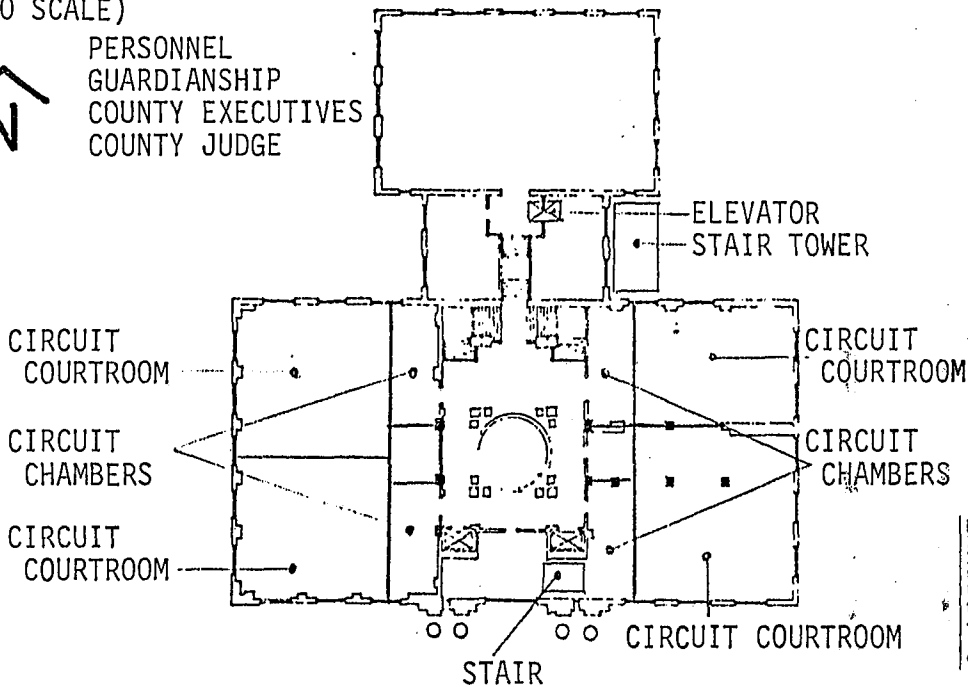 O SCALE)
N
PERSONNEL
GUARDIANSHIP
COUNTY EXECUTIVES
COUNTY JUDGE
ELEVATOR
STAIR TOWER
CIRCUIT
COURTROOM
CIRCUIT
CHAMBERS
CIRCUIT
COURTROOM
CIRCUIT
COURTROOM
CIRCUIT
CHAMBERS
CIRCUIT COURTROOM
STAIR